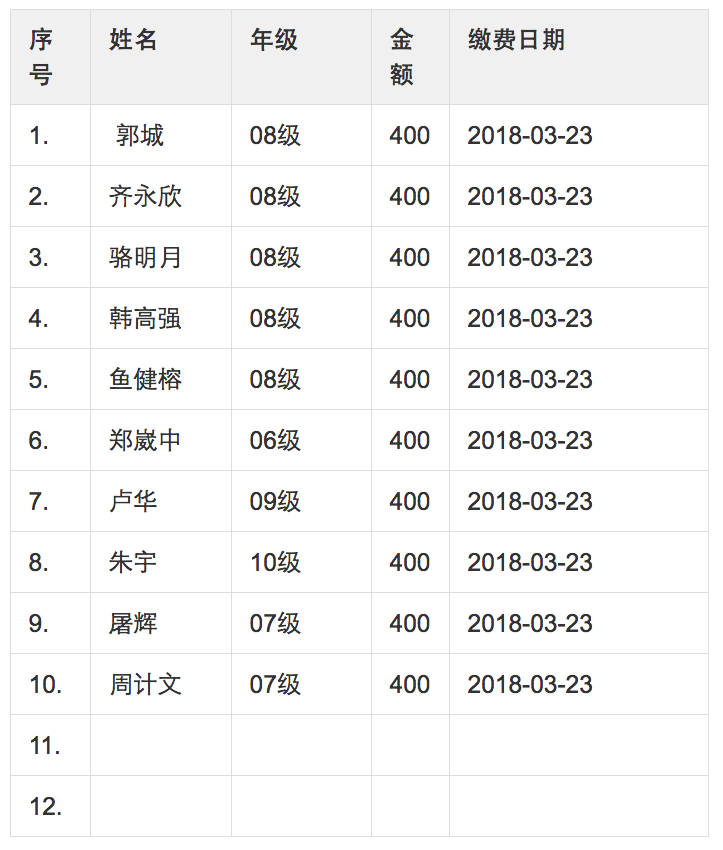 序号 姓名 年级 金额 缴费日期
1. 郭城 08级 400 2018-03-23
2. 齐永欣 08级 400 2018-03-23
3. 骆明月 08级 400 2018-03-23
4. 韩高强 08级 400 2018-03-23
5. 鱼健榕 08级 400 2018-03-23
6. 郑崴中 06级 400 2018-03-23
7. 卢华 09级 400 2018-03-23
8. 朱宇 10级 400 2018-03-23
9. 屠辉 07级 400 2018-03-23
10. 周计文 07级 400 2018-03-23
11.
12.